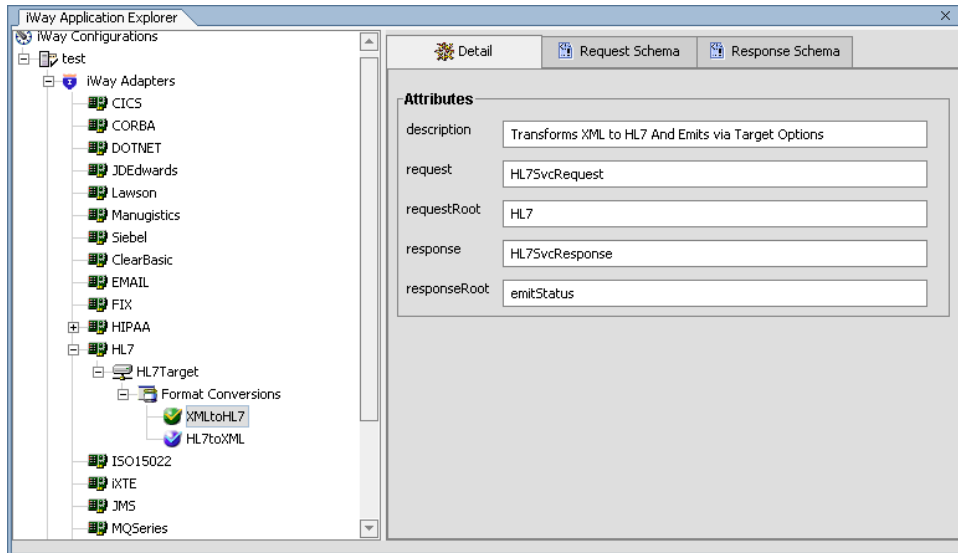 iWay Application Explorer
iWay Configurations
test
iWay Adapters
CICS
CORBA
DOTNET
JDEdwards
Lawson
Manugistics
Siebel
ClearBasic
EMAIL
FIX
HIPAA
HL7
HL7Target
Format Conversions
XMLtoHL7
HL7toXML
ISO15022
iXTE
JMS
MQSeries
Detail
Request Schema
Response Schema
Attributes
description
Transforms XML to HL7 And Emits via Target Options
request
HL7SvcRequest
requestRoot
HL7
response
HL7SvcResponse
responseRoot
emitStatus